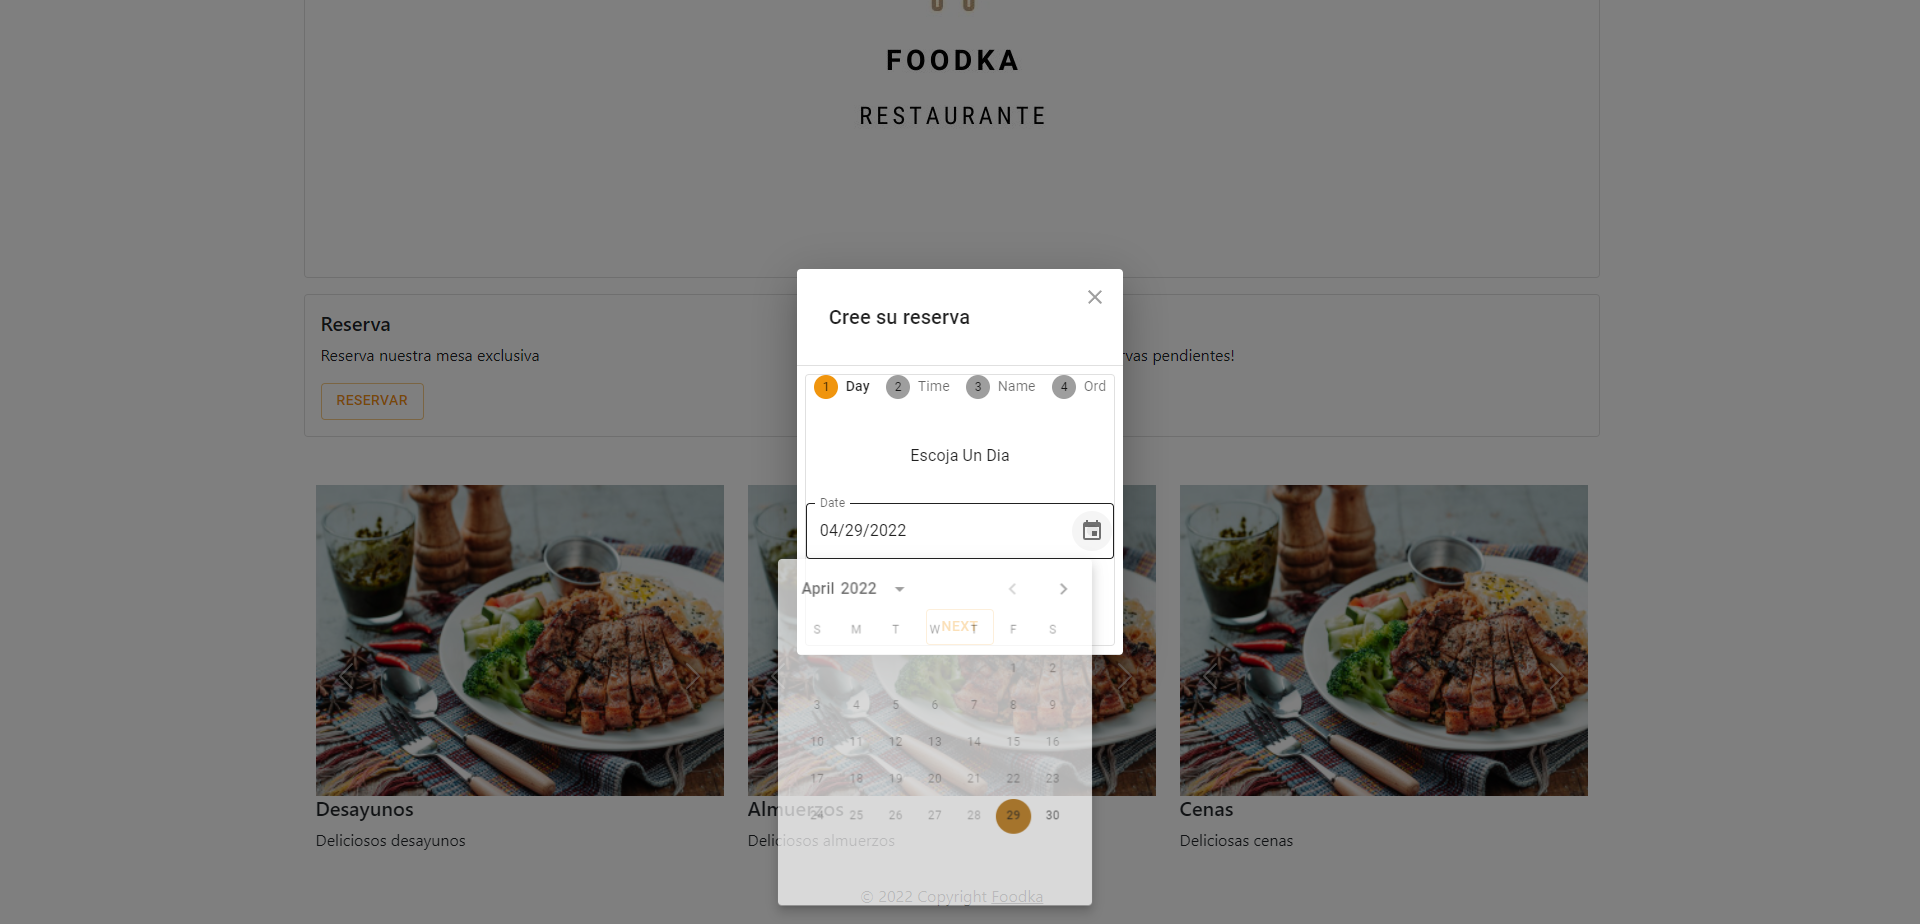 FOODKA
RESTAURANTE
Cree su reserva
Reserva
Reserva nuestra mesa exclusiva
vas pendientes!
RESERVAR
1 Day 2 Time 3 Name 4 Ord
Escoja Un Dia
Date
04/29/2022
April 2022
NEXT
S M T W T F S
1 2
3 4 5 6 7 8 9
10 11 12 13 14 15 16
17 18 19 20 21 22 23
24 25 26 27 28 29 30
Desayunos
Deliciosos desayunos
Almuerzos
Deliciosos almuerzos
Cenas
Deliciosas cenas
© 2022 Copyright Foodka